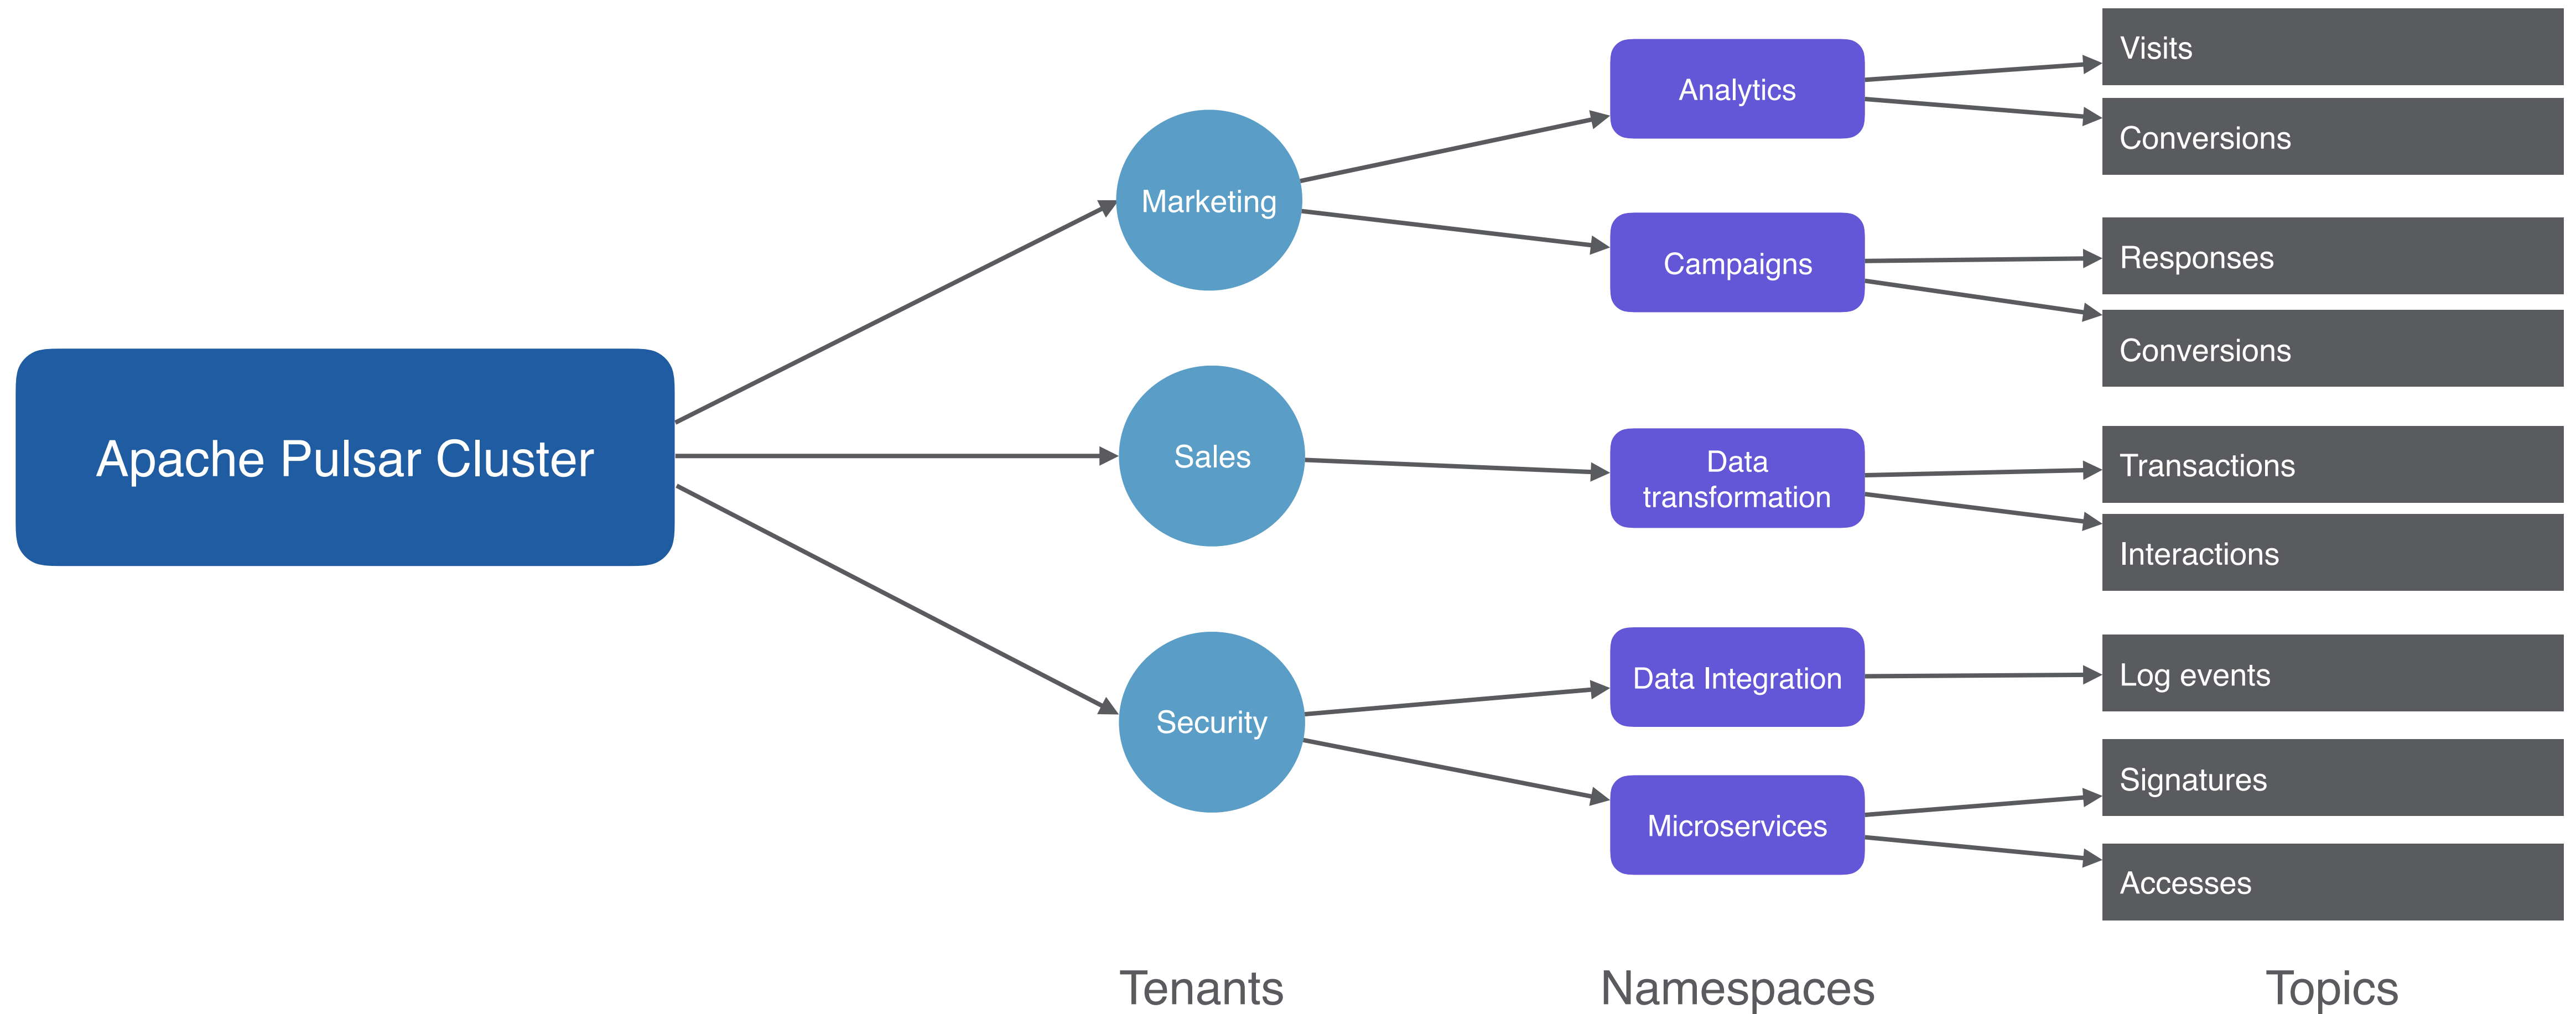 Apache Pulsar Cluster
Marketing
Sales
Security
Tenants
Analytics
Campaigns
Data
transformation
Data Integration
Microservices
Namespaces
Visits
Conversions
Responses
Conversions
Transactions
Interactions
Log events
Signatures
Accesses
Topics